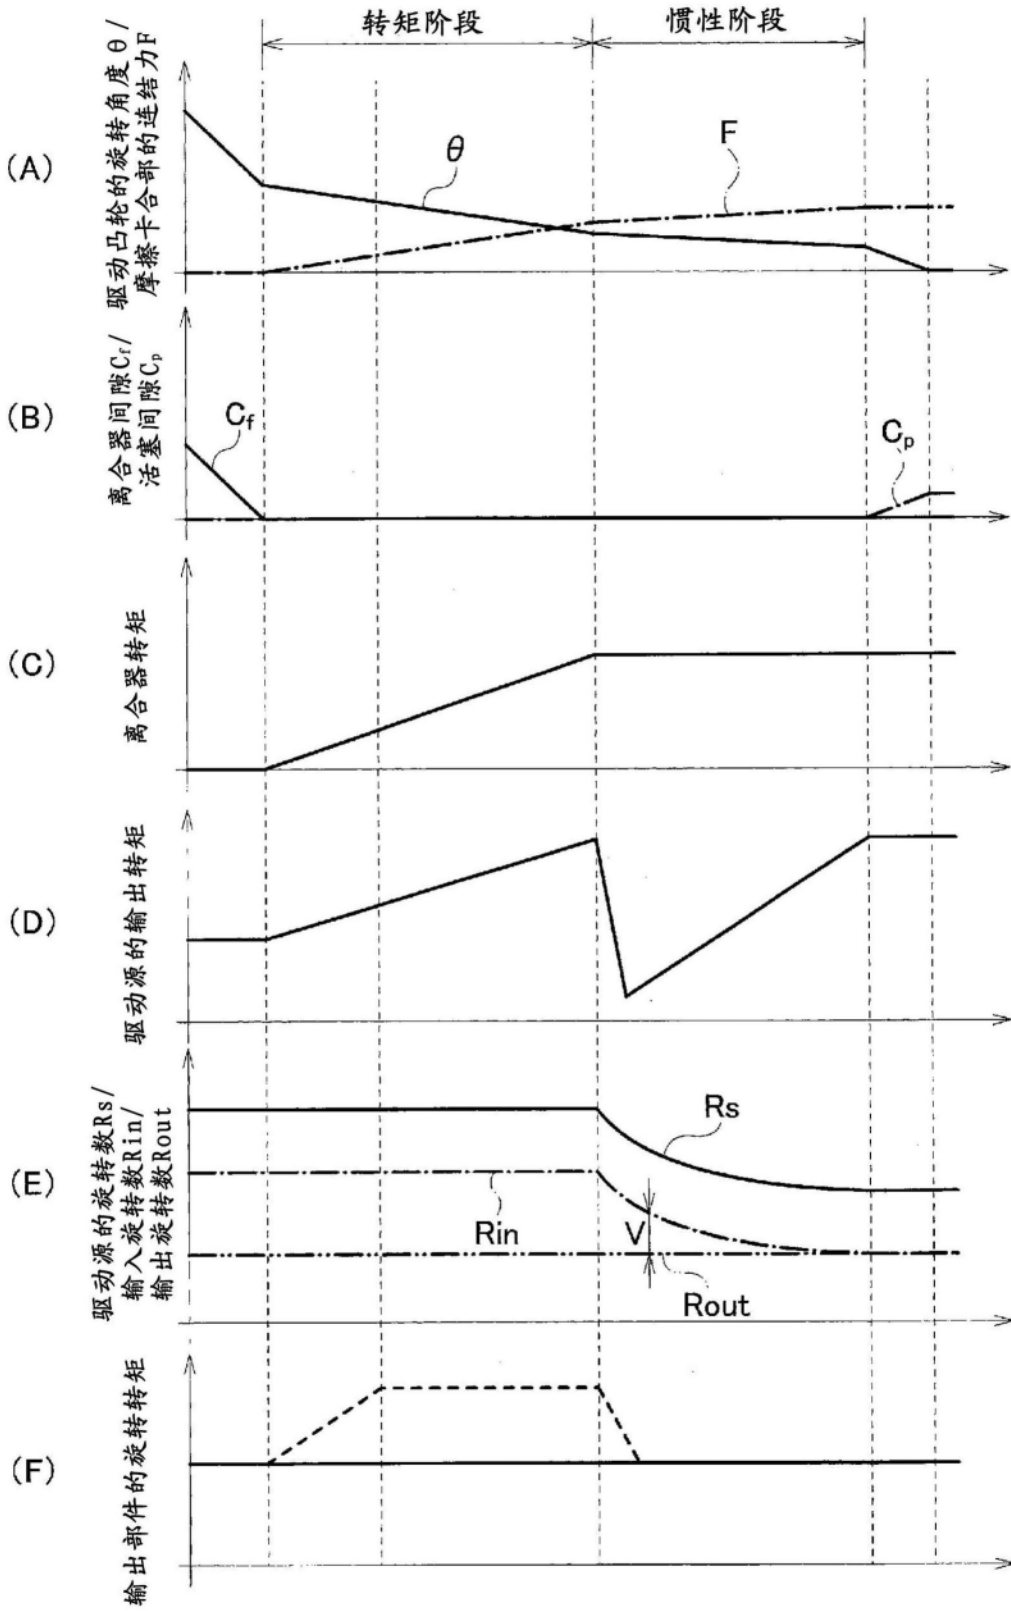 转矩阶段
惯性阶段
(A)
驱动凸轮的旋转角度θ/
摩擦卡合部的连结力F
θ
F
(B)
离合器间隙Cf/
活塞间隙Cp
Cf
Cp
(C)
离合器转矩
(D)
驱动源的输出转矩
(E)
驱动源的旋转数Rs/
输入旋转数Rin/
输出旋转数Rout
Rs
Rin
V
Rout
(F)
输出部件的旋转转矩